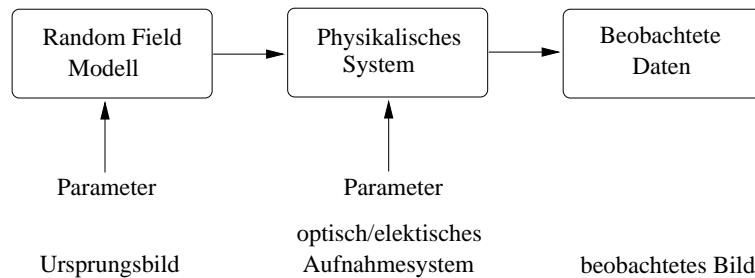 Random Field
Modell
Physikalisches
System
Beobachtete
Daten
Parameter
Parameter
Ursprungsbild
optisch/elektisches
Aufnahmesystem
beobachtetes Bild